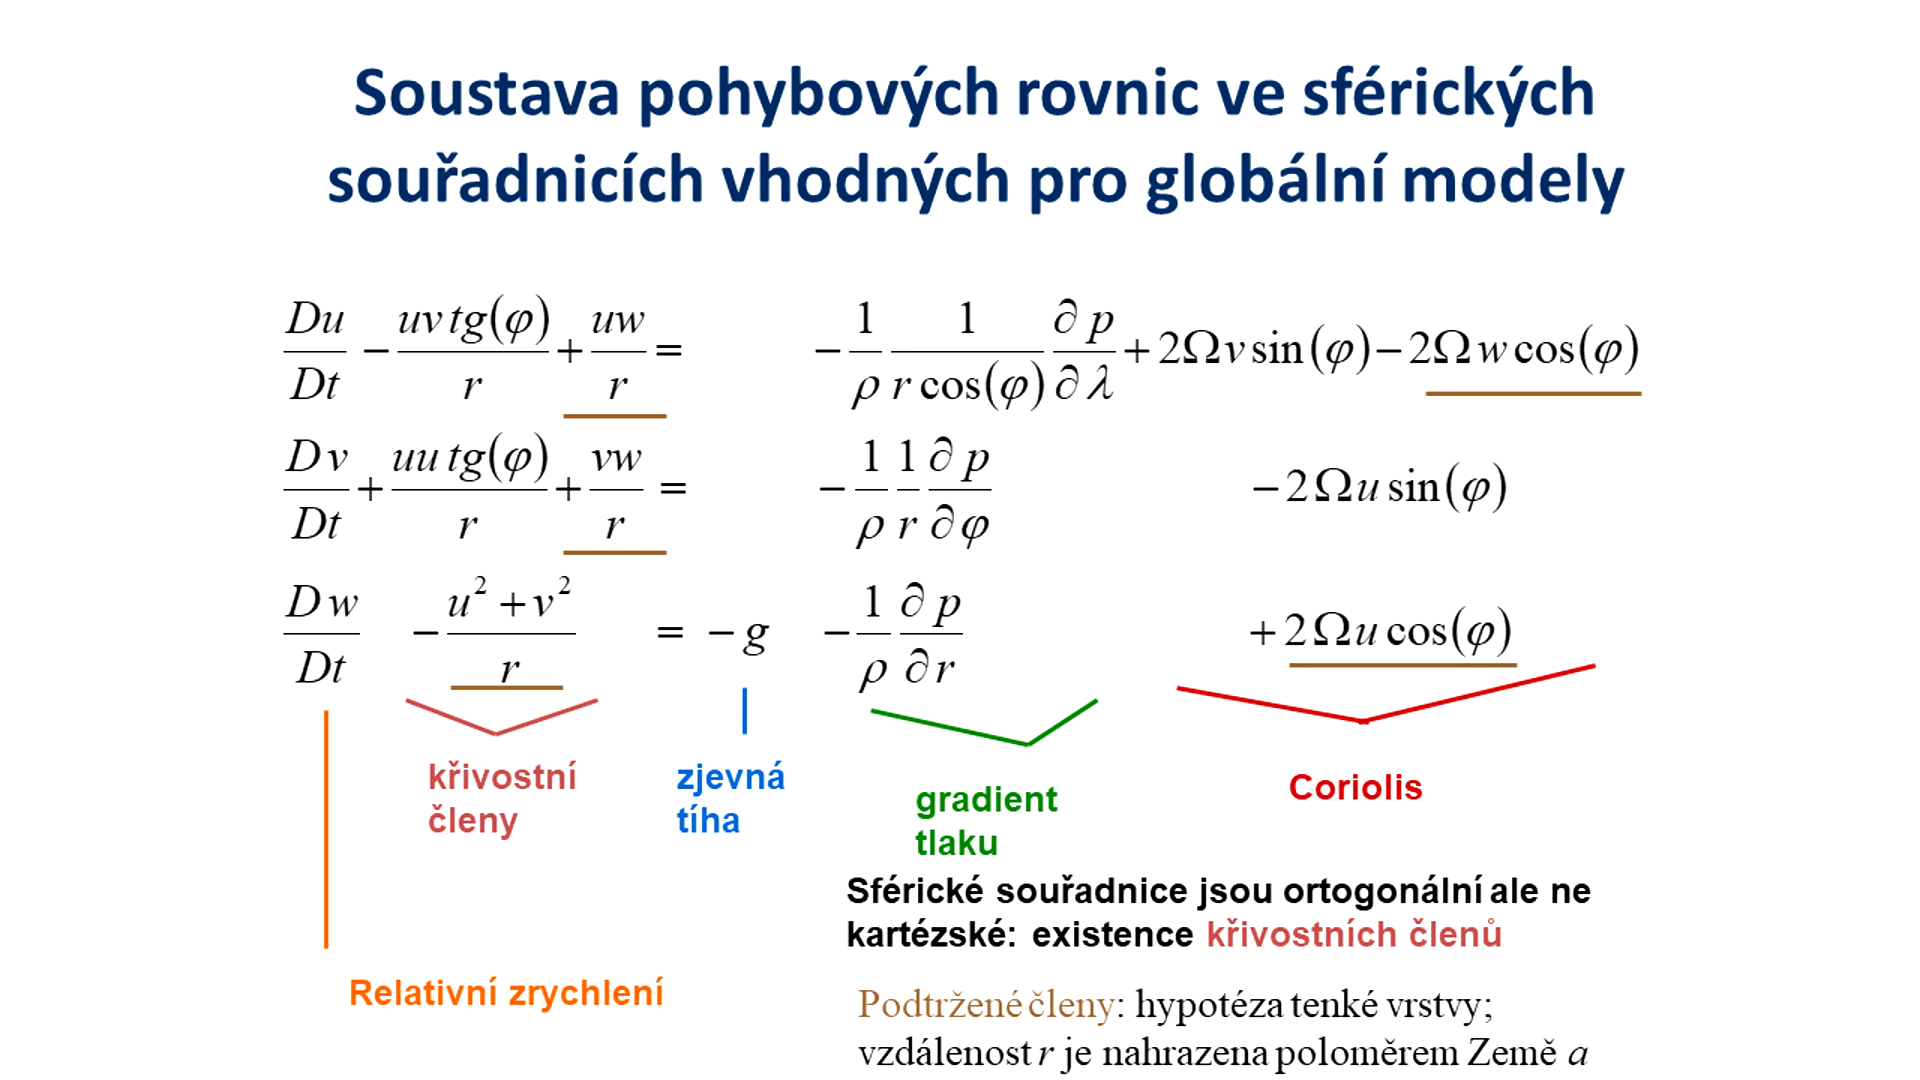 Soustava pohybových rovnic ve sférických
souřadnicích vhodných pro globální modely
Du/Dt − uv tg(φ)/r + uw/r = − 1/ρ 1/(r cos(φ)) ∂p/∂λ + 2Ω v sin(φ) − 2Ω w cos(φ)
Dv/Dt + uu tg(φ)/r + vw/r = − 1/ρ 1/r ∂p/∂φ − 2Ω u sin(φ)
Dw/Dt − (u² + v²)/r = − g − 1/ρ ∂p/∂r + 2Ω u cos(φ)
křivostní
členy
zjevná
tíha
gradient
tlaku
Coriolis
Sférické souřadnice jsou ortogonální ale ne
kartézské: existence křivostních členů
Relativní zrychlení
Podtržené členy: hypotéza tenké vrstvy;
vzdálenost r je nahrazena poloměrem Země a